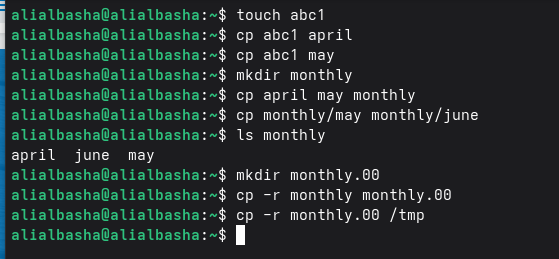 alialbasha@alialbasha:~$ touch abc1
alialbasha@alialbasha:~$ cp abc1 april
alialbasha@alialbasha:~$ cp abc1 may
alialbasha@alialbasha:~$ mkdir monthly
alialbasha@alialbasha:~$ cp april may monthly
alialbasha@alialbasha:~$ cp monthly/may monthly/june
alialbasha@alialbasha:~$ ls monthly
april  june  may
alialbasha@alialbasha:~$ mkdir monthly.00
alialbasha@alialbasha:~$ cp -r monthly monthly.00
alialbasha@alialbasha:~$ cp -r monthly.00 /tmp
alialbasha@alialbasha:~$